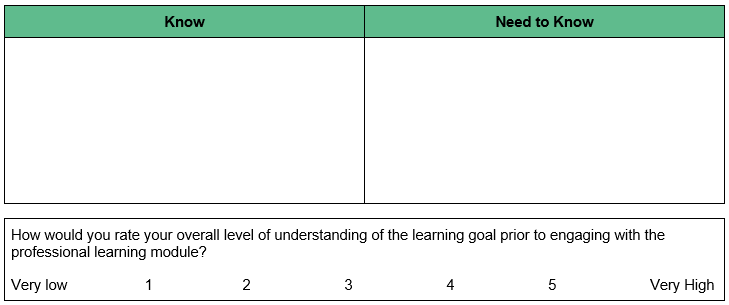 Know Need to Know
How would you rate your overall level of understanding of the learning goal prior to engaging with the
professional learning module?
Very low 1 2 3 4 5 Very High